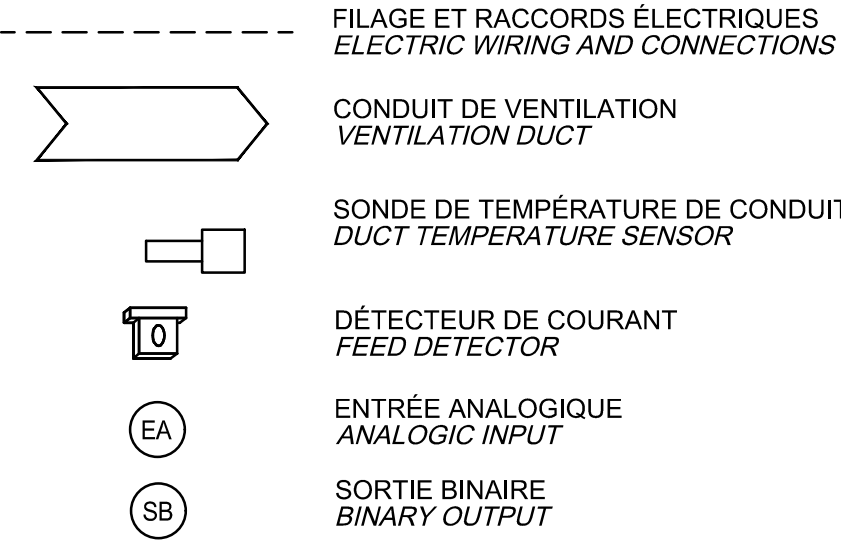 FILAGE ET RACCORDS ÉLECTRIQUES
ELECTRIC WIRING AND CONNECTIONS
CONDUIT DE VENTILATION
VENTILATION DUCT
SONDE DE TEMPÉRATURE DE CONDUIT
DUCT TEMPERATURE SENSOR
DÉTECTEUR DE COURANT
FEED DETECTOR
EA
ENTRÉE ANALOGIQUE
ANALOGIC INPUT
SB
SORTIE BINAIRE
BINARY OUTPUT